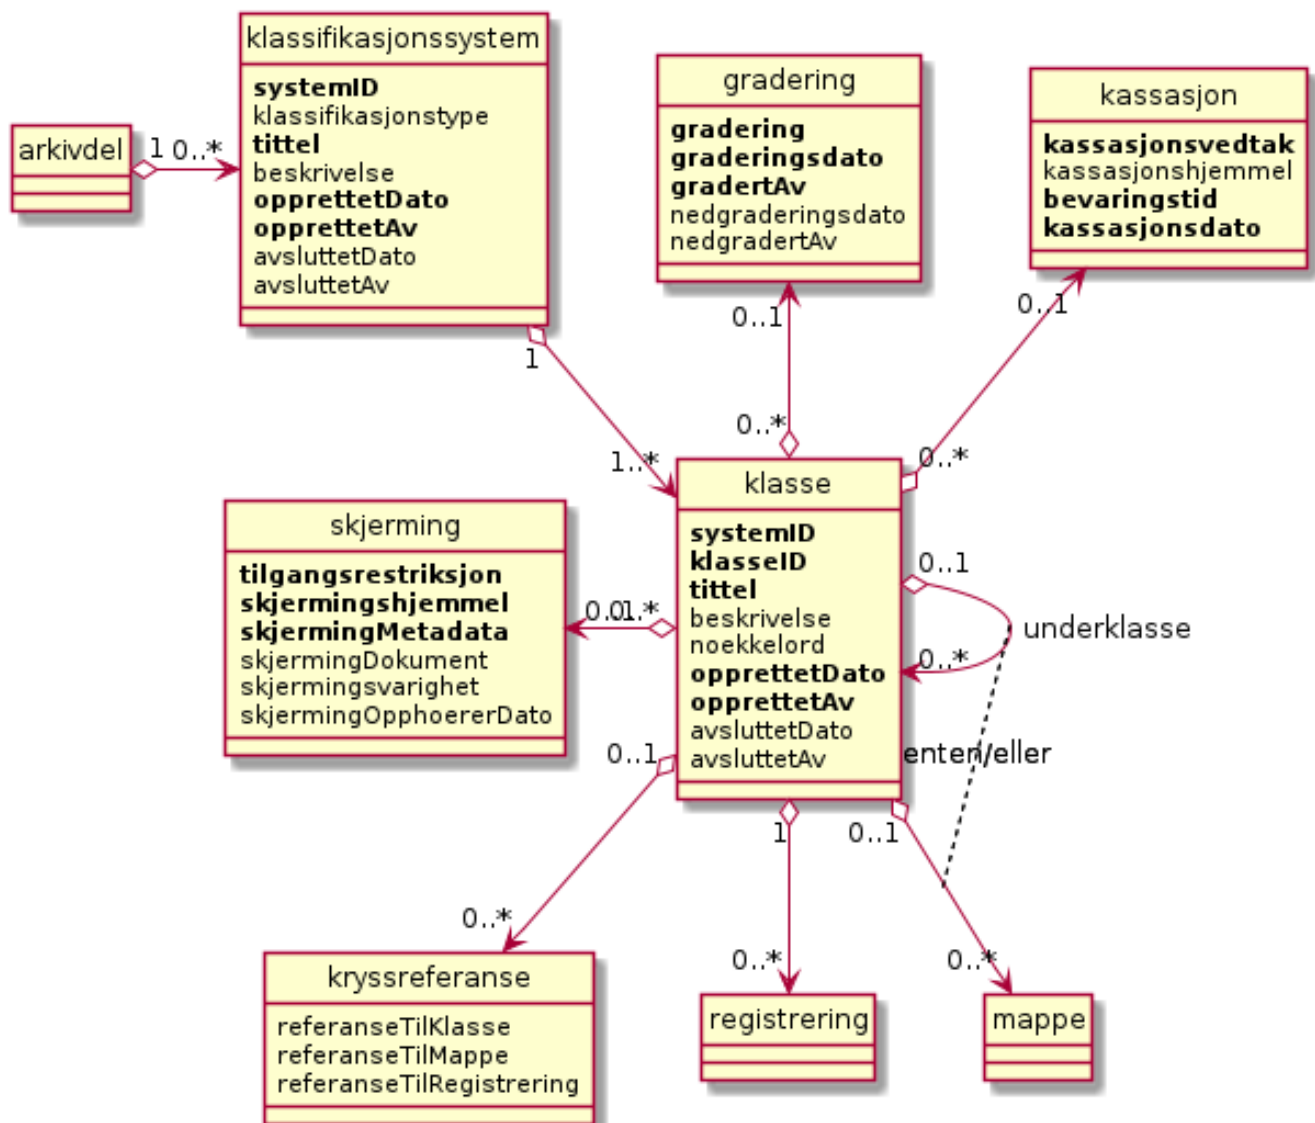 klassifikasjonssystem
systemID
klassifikasjonstype
tittel
beskrivelse
opprettetDato
opprettetAv
avsluttetDato
avsluttetAv
arkivdel
1
0..*
gradering
gradering
graderingsdato
gradertAv
nedgraderingsdato
nedgradertAv
kassasjon
kassasjonsvedtak
kassasjonshjemmel
bevaringstid
kassasjonsdato
1
1..*
0..1
0..*
0..1
0..*
klasse
systemID
klasseID
tittel
beskrivelse
noekkelord
opprettetDato
opprettetAv
avsluttetDato
avsluttetAv
0..1
0..*
underklasse
enten/eller
skjerming
tilgangsrestriksjon
skjermingshjemmel
skjermingMetadata
skjermingDokument
skjermingsvarighet
skjermingOpphoererDato
0..1
0..*
0..1
0..*
1
0..*
0..1
0..*
kryssreferanse
referanseTilKlasse
referanseTilMappe
referanseTilRegistrering
registrering
mappe